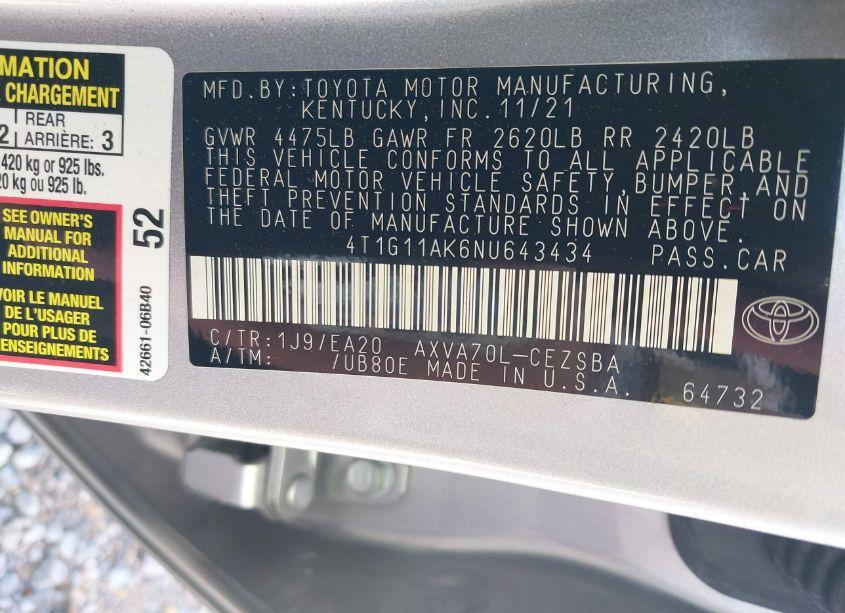 MATION
CHARGEMENT
REAR
2 ARRIÈRE: 3
420 kg or 925 lbs.
20 kg ou 925 lb.
SEE OWNER'S
MANUAL FOR
ADDITIONAL
INFORMATION
VOIR LE MANUEL
DE L'USAGER
POUR PLUS DE
RENSEIGNEMENTS
52
42661-06B40
MFD.BY:TOYOTA MOTOR MANUFACTURING,
KENTUCKY,INC.11/21
GVWR 4475LB GAWR FR 2620LB RR 2420LB
THIS VEHICLE CONFORMS TO ALL APPLICABLE
FEDERAL MOTOR VEHICLE SAFETY,BUMPER,AND
THEFT PREVENTION STANDARDS IN EFFECT ON
THE DATE OF MANUFACTURE SHOWN ABOVE.
4T1G11AK6NU643434 PASS.CAR
C/TR:1J9/EA20 AXVA70L-CEZSBA
A/TM: /UB80E MADE IN U.S.A. 64732